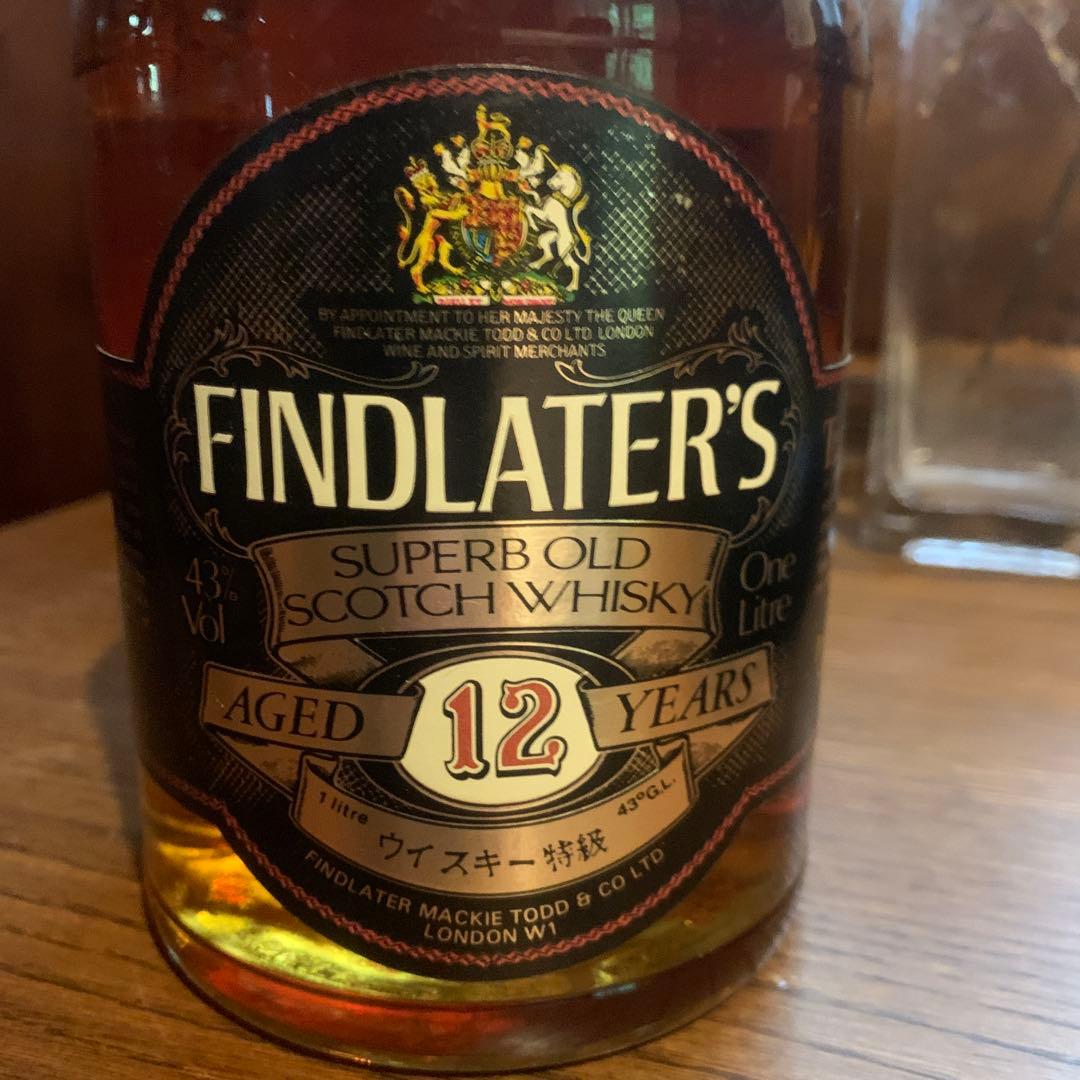 BY APPOINTMENT TO HER MAJESTY THE QUEEN
FINDLATER MACKIE TODD & CO LTD. LONDON
WINE AND SPIRIT MERCHANTS
FINDLATER'S
SUPERB OLD
SCOTCH WHISKY
43% Vol
One Litre
AGED 12 YEARS
1 litre
43°G.L.
ウイスキー特級
FINDLATER MACKIE TODD & CO LTD
LONDON W1